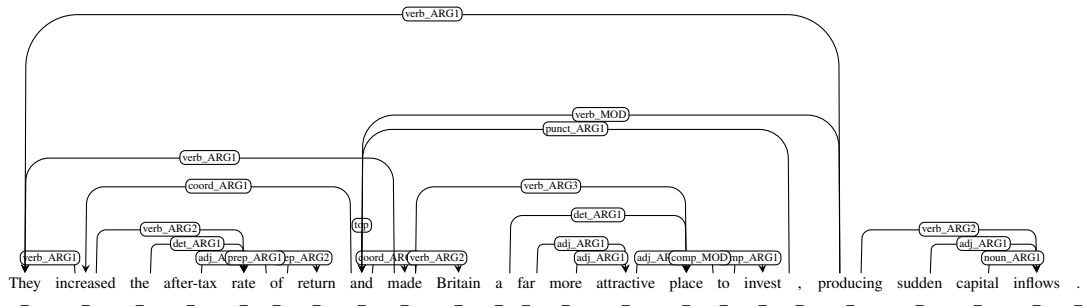 verb_ARG1
verb_MOD
punct_ARG1
verb_ARG1
coord_ARG1 verb_ARG3
det_ARG1
top
verb_ARG2 verb_ARG2
det_ARG1 adj_ARG1 adj_ARG1
verb_ARG1 prep_ARG1 verb_ARG2 adj_ARG1 comp_MOD noun_ARG1
They increased the after-tax rate of return and made Britain a far more attractive place to invest , producing sudden capital inflows .